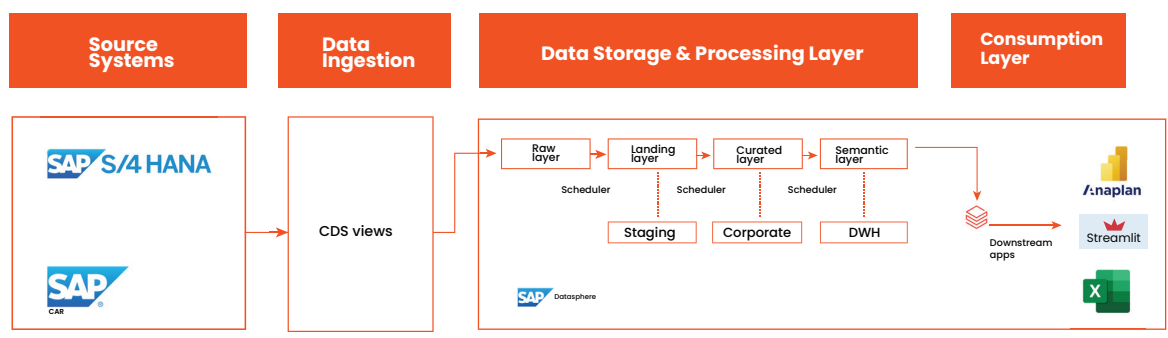 Source
Systems
Data
Ingestion
Data Storage & Processing Layer
Consumption
Layer
SAP S/4 HANA
SAP
CAR
CDS views
Raw
layer
Landing
layer
Curated
layer
Semantic
layer
Scheduler
Scheduler
Scheduler
Staging
Corporate
DWH
SAP Datasphere
Downstream
apps
Anaplan
Streamlit
X